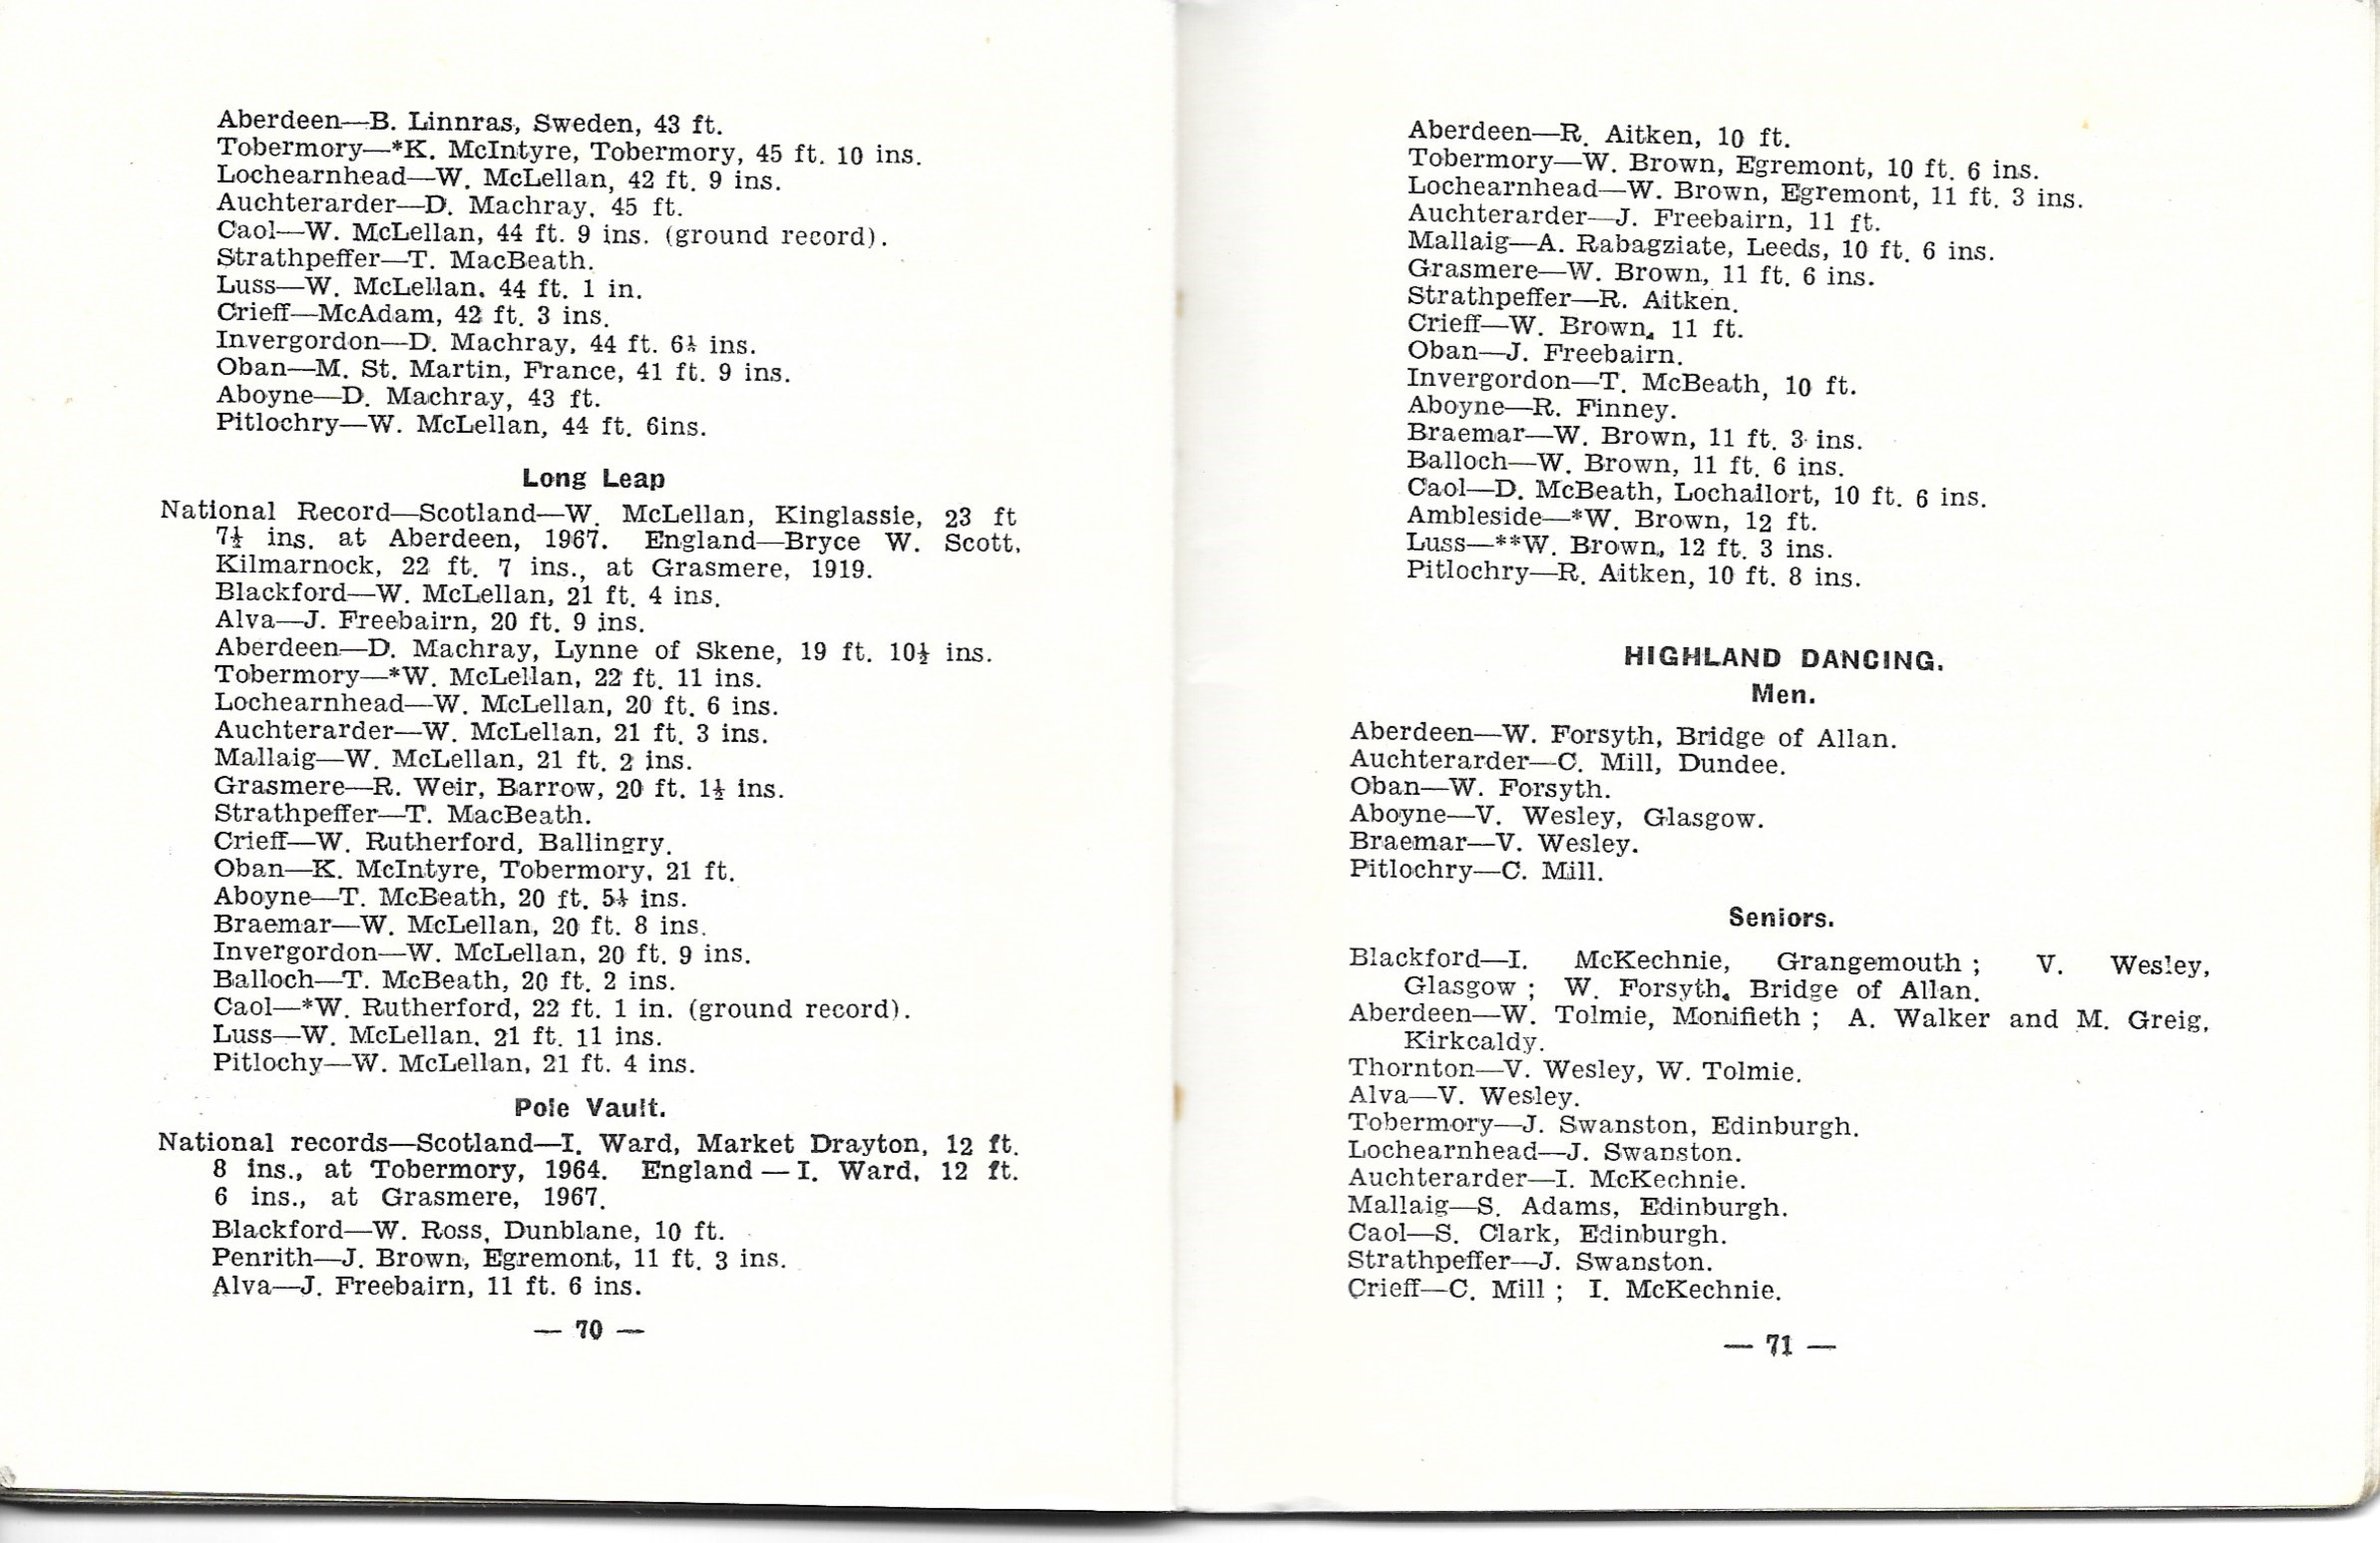 Aberdeen—B. Linnras, Sweden, 43 ft.
Tobermory—*K. McIntyre, Tobermory, 45 ft. 10 ins.
Lochearnhead—W. McLellan, 42 ft. 9 ins.
Auchterarder—D. Machray, 45 ft.
Caol—W. McLellan, 44 ft. 9 ins. (ground record).
Strathpeffer—T. MacBeath.
Luss—W. McLellan, 44 ft. 1 in.
Crieff—McAdam, 42 ft. 3 ins.
Invergordon—D. Machray, 44 ft. 6½ ins.
Oban—M. St. Martin, France, 41 ft. 9 ins.
Aboyne—D. Machray, 43 ft.
Pitlochry—W. McLellan, 44 ft. 6ins.
Long Leap
National Record—Scotland—W. McLellan, Kinglassie, 23 ft
7½ ins. at Aberdeen, 1967. England—Bryce W. Scott,
Kilmarnock, 22 ft. 7 ins., at Grasmere, 1919.
Blackford—W. McLellan, 21 ft. 4 ins.
Alva—J. Freebairn, 20 ft. 9 ins.
Aberdeen—D. Machray, Lynne of Skene, 19 ft. 10½ ins.
Tobermory—*W. McLellan, 22 ft. 11 ins.
Lochearnhead—W. McLellan, 20 ft. 6 ins.
Auchterarder—W. McLellan, 21 ft. 3 ins.
Mallaig—W. McLellan, 21 ft. 2 ins.
Grasmere—R. Weir, Barrow, 20 ft. 1½ ins.
Strathpeffer—T. MacBeath.
Crieff—W. Rutherford, Ballingry.
Oban—K. McIntyre, Tobermory, 21 ft.
Aboyne—T. McBeath, 20 ft. 5½ ins.
Braemar—W. McLellan, 20 ft. 8 ins.
Invergordon—W. McLellan, 20 ft. 9 ins.
Balloch—T. McBeath, 20 ft. 2 ins.
Caol—*W. Rutherford, 22 ft. 1 in. (ground record).
Luss—W. McLellan, 21 ft. 11 ins.
Pitlochy—W. McLellan, 21 ft. 4 ins.
Pole Vault.
National records—Scotland—I. Ward, Market Drayton, 12 ft.
8 ins., at Tobermory, 1964. England — I. Ward, 12 ft.
6 ins., at Grasmere, 1967.
Blackford—W. Ross, Dunblane, 10 ft.
Penrith—J. Brown, Egremont, 11 ft. 3 ins.
Alva—J. Freebairn, 11 ft. 6 ins.
— 70 —
Aberdeen—R. Aitken, 10 ft.
Tobermory—W. Brown, Egremont, 10 ft. 6 ins.
Lochearnhead—W. Brown, Egremont, 11 ft. 3 ins.
Auchterarder—J. Freebairn, 11 ft.
Mallaig—A. Rabagziate, Leeds, 10 ft. 6 ins.
Grasmere—W. Brown, 11 ft. 6 ins.
Strathpeffer—R. Aitken.
Crieff—W. Brown, 11 ft.
Oban—J. Freebairn.
Invergordon—T. McBeath, 10 ft.
Aboyne—R. Finney.
Braemar—W. Brown, 11 ft. 3 ins.
Balloch—W. Brown, 11 ft. 6 ins.
Caol—D. McBeath, Lochailort, 10 ft. 6 ins.
Ambleside—*W. Brown, 12 ft.
Luss—**W. Brown, 12 ft. 3 ins.
Pitlochry—R. Aitken, 10 ft. 8 ins.
HIGHLAND DANCING.
Men.
Aberdeen—W. Forsyth, Bridge of Allan.
Auchterarder—C. Mill, Dundee.
Oban—W. Forsyth.
Aboyne—V. Wesley, Glasgow.
Braemar—V. Wesley.
Pitlochry—C. Mill.
Seniors.
Blackford—I. McKechnie, Grangemouth ; V. Wesley,
Glasgow ; W. Forsyth, Bridge of Allan.
Aberdeen—W. Tolmie, Monifieth ; A. Walker and M. Greig,
Kirkcaldy.
Thornton—V. Wesley, W. Tolmie.
Alva—V. Wesley.
Tobermory—J. Swanston, Edinburgh.
Lochearnhead—J. Swanston.
Auchterarder—I. McKechnie.
Mallaig—S. Adams, Edinburgh.
Caol—S. Clark, Edinburgh.
Strathpeffer—J. Swanston.
Crieff—C. Mill ; I. McKechnie.
— 71 —